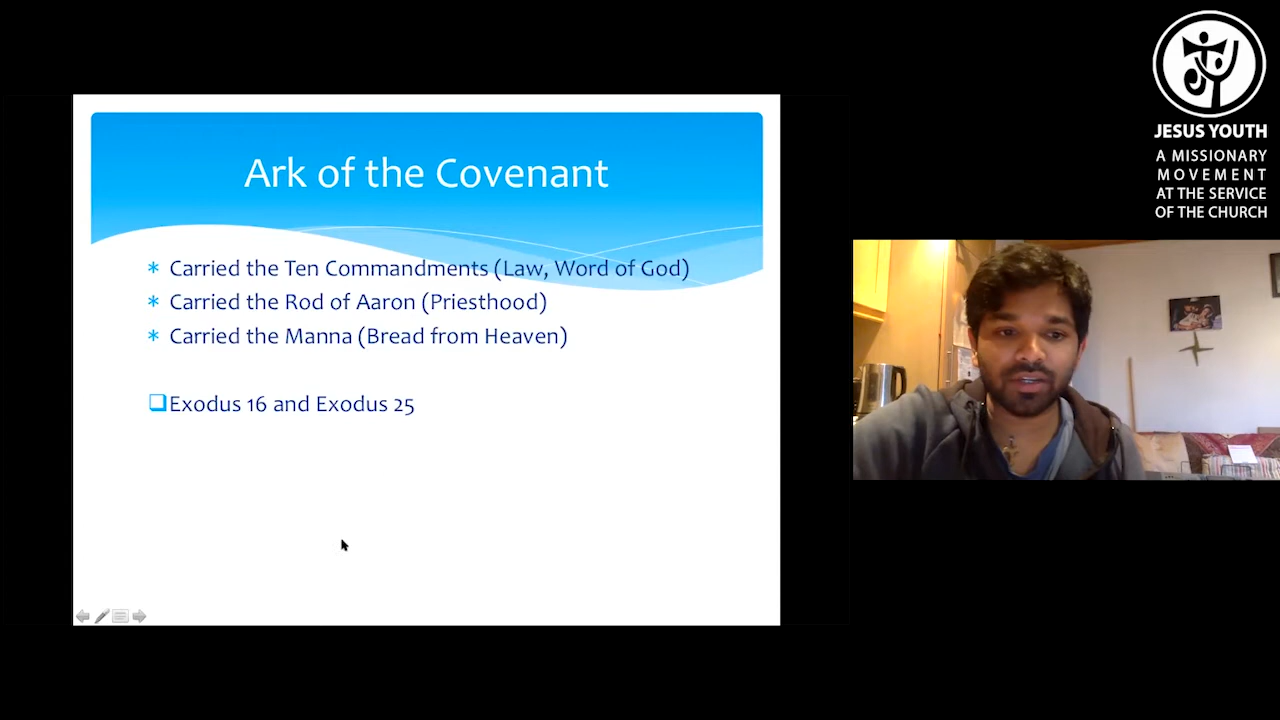 Ark of the Covenant
* Carried the Ten Commandments (Law, Word of God)
* Carried the Rod of Aaron (Priesthood)
* Carried the Manna (Bread from Heaven)
❑Exodus 16 and Exodus 25
JESUS YOUTH
A MISSIONARY
MOVEMENT
AT THE SERVICE
OF THE CHURCH